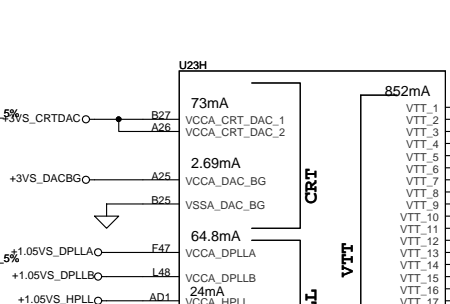 U23H
852mA
73mA
VTT_1
5%
+3VS_CRTDAC
B27
VCCA_CRT_DAC_1
VTT_2
A26
VCCA_CRT_DAC_2
VTT_3
VTT_4
VTT_5
2.69mA
VTT_6
+3VS_DACBG
A25
VCCA_DAC_BG
VTT_7
CRT
VTT_8
B25
VSSA_DAC_BG
VTT_9
VTT_10
VTT_11
64.8mA
VTT_12
+1.05VS_DPLLA
F47
VCCA_DPLLA
VTT_13
5%
VTT
VTT_14
+1.05VS_DPLLB
L48
VCCA_DPLLB
VTT_15
24mA
VTT_16
+1.05VS_HPLL
AD1
VCCA_HPLL
VTT_17